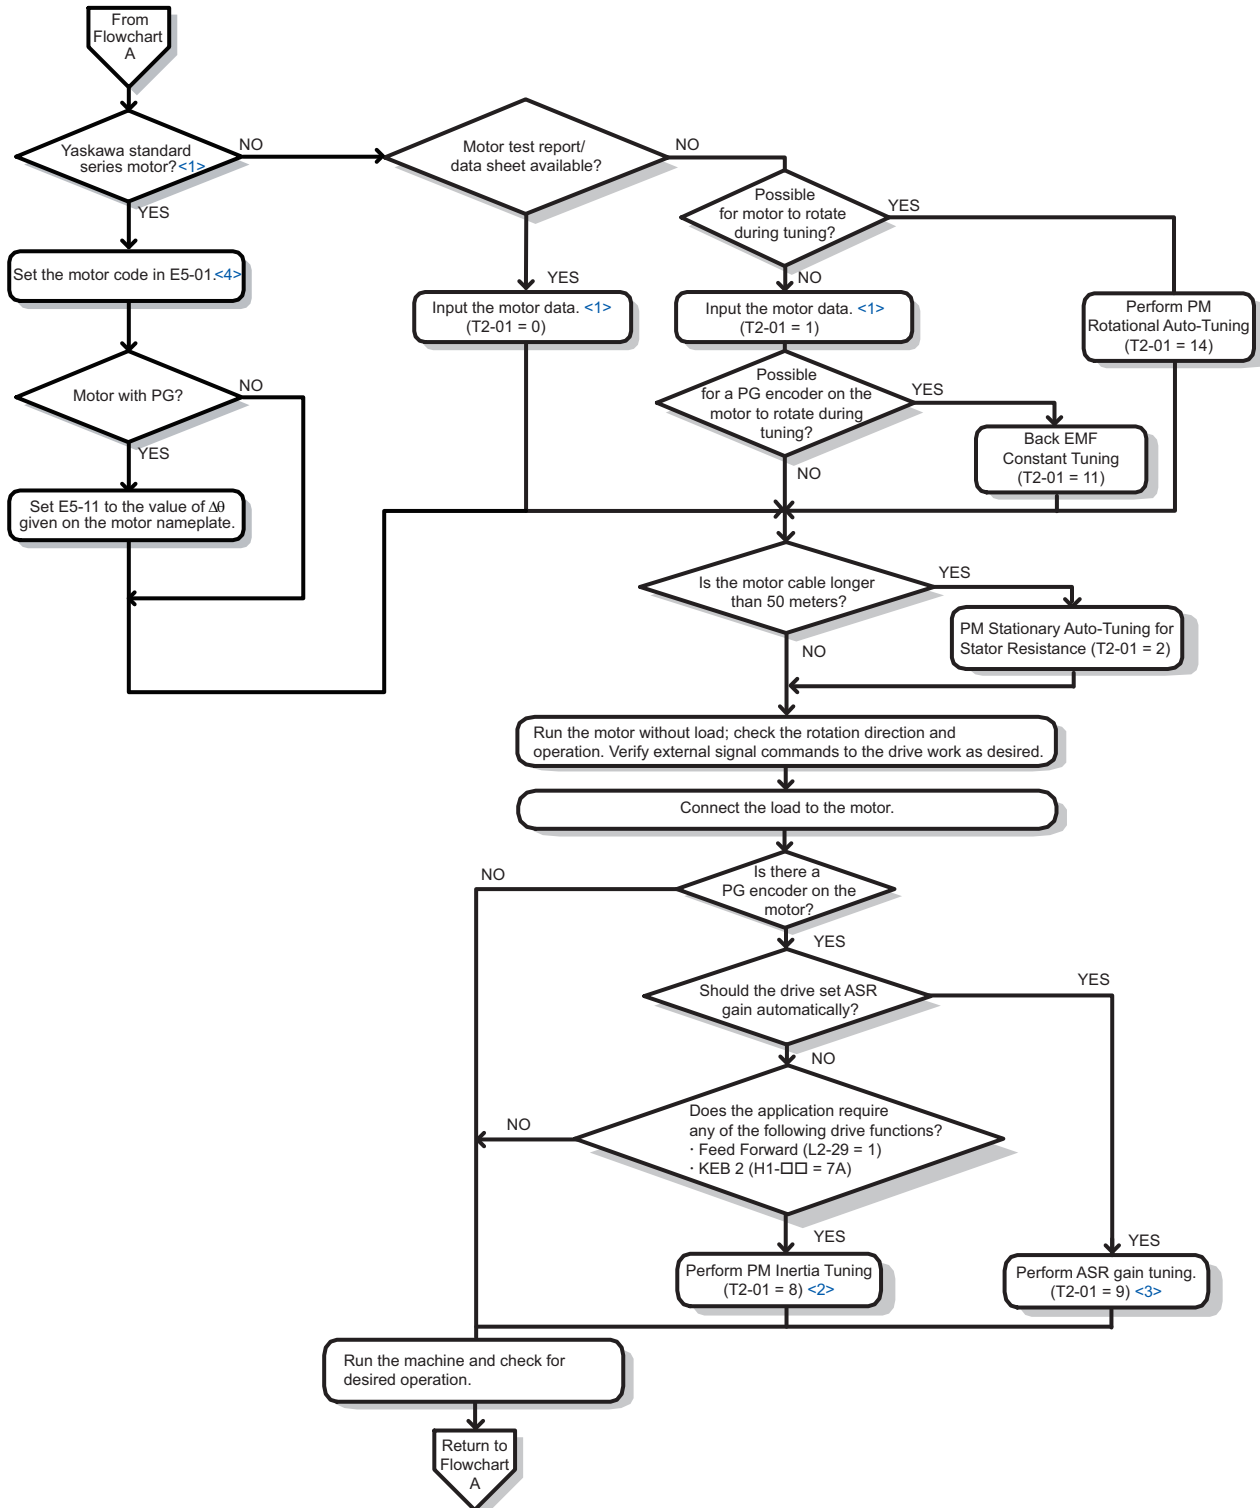 From
Flowchart
A
Yaskawa standard
series motor?<1>
NO
YES
Motor test report/
data sheet available?
NO
YES
Possible
for motor to rotate
during tuning?
YES
NO
Set the motor code in E5-01.<4>
Input the motor data. <1>
(T2-01 = 0)
Input the motor data. <1>
(T2-01 = 1)
Perform PM
Rotational Auto-Tuning
(T2-01 = 14)
Motor with PG?
NO
YES
Possible
for a PG encoder on the
motor to rotate during
tuning?
YES
NO
Back EMF
Constant Tuning
(T2-01 = 11)
Set E5-11 to the value of Δθ
given on the motor nameplate.
Is the motor cable longer
than 50 meters?
YES
NO
PM Stationary Auto-Tuning for
Stator Resistance (T2-01 = 2)
Run the motor without load; check the rotation direction and
operation. Verify external signal commands to the drive work as desired.
Connect the load to the motor.
Is there a
PG encoder on the
motor?
NO
YES
Should the drive set ASR
gain automatically?
YES
NO
Does the application require
any of the following drive functions?
· Feed Forward (L2-29 = 1)
· KEB 2 (H1-□□ = 7A)
NO
YES
YES
Perform PM Inertia Tuning
(T2-01 = 8) <2>
Perform ASR gain tuning.
(T2-01 = 9) <3>
Run the machine and check for
desired operation.
Return to
Flowchart
A